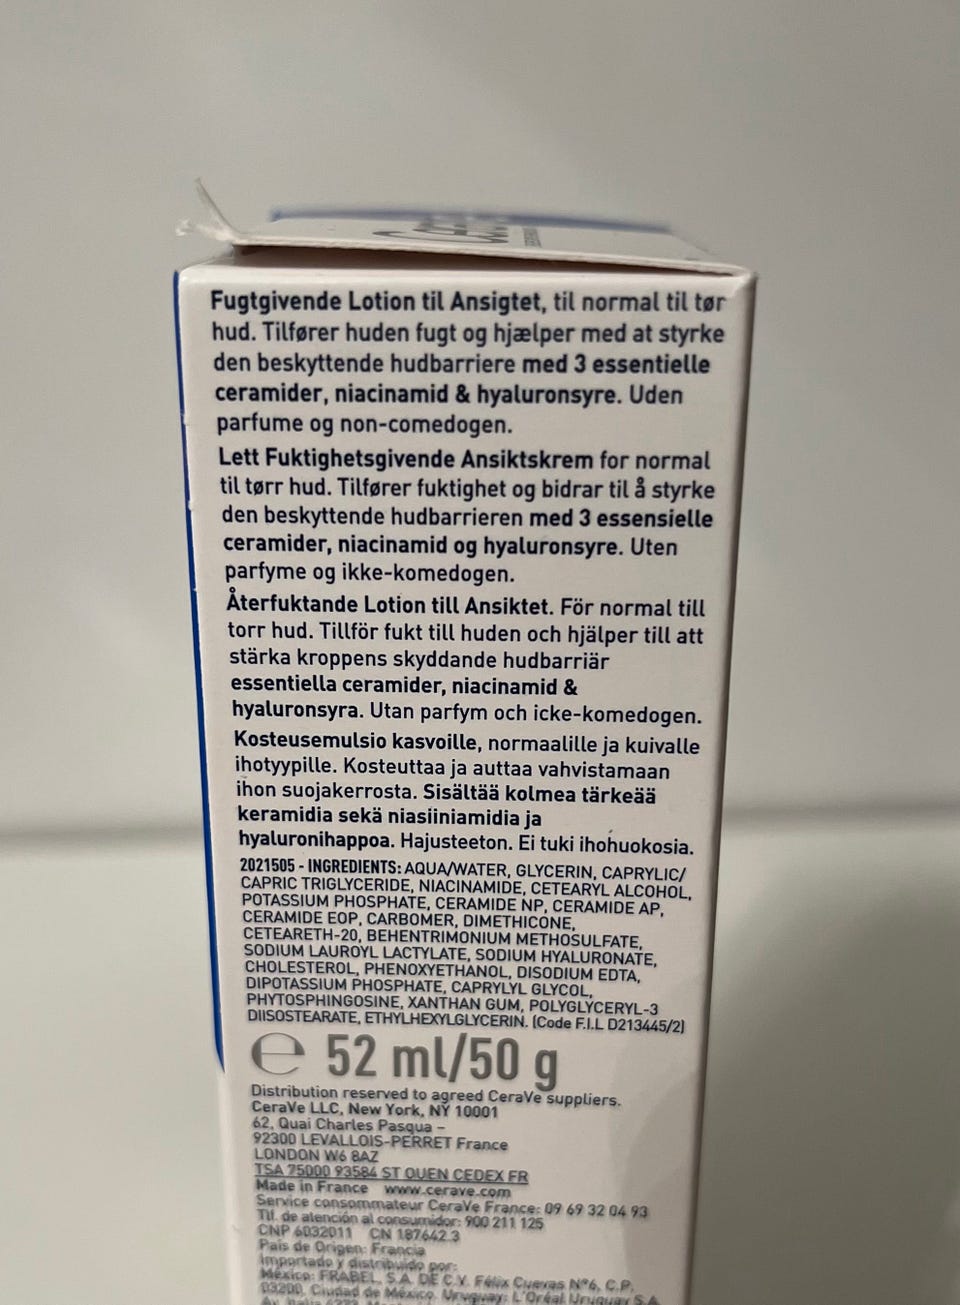 Fugtgivende Lotion til Ansigtet, til normal til tør
hud. Tilfører huden fugt og hjælper med at styrke
den beskyttende hudbarriere med 3 essentielle
ceramider, niacinamid & hyaluronsyre. Uden
parfume og non-comedogen.
Lett Fuktighetsgivende Ansiktskrem for normal
til tørr hud. Tilfører fuktighet og bidrar til å styrke
den beskyttende hudbarrieren med 3 essensielle
ceramider, niacinamid og hyaluronsyre. Uten
parfyme og ikke-komedogen.
Återfuktande Lotion till Ansiktet. För normal till
torr hud. Tillför fukt till huden och hjälper till att
stärka kroppens skyddande hudbarriär
essentiella ceramider, niacinamid &
hyaluronsyra. Utan parfym och icke-komedogen.
Kosteusemulsio kasvoille, normaalille ja kuivalle
ihotyypille. Kosteuttaa ja auttaa vahvistamaan
ihon suojakerrosta. Sisältää kolmea tärkeää
keramidia sekä niasiiniamidia ja
hyaluronihappoa. Hajusteeton. Ei tuki ihohuokosia.
2021505 - INGREDIENTS: AQUA/WATER, GLYCERIN, CAPRYLIC/
CAPRIC TRIGLYCERIDE, NIACINAMIDE, CETEARYL ALCOHOL,
POTASSIUM PHOSPHATE, CERAMIDE NP, CERAMIDE AP,
CERAMIDE EOP, CARBOMER, DIMETHICONE,
CETEARETH-20, BEHENTRIMONIUM METHOSULFATE,
SODIUM LAUROYL LACTYLATE, SODIUM HYALURONATE,
CHOLESTEROL, PHENOXYETHANOL, DISODIUM EDTA,
DIPOTASSIUM PHOSPHATE, CAPRYLYL GLYCOL,
PHYTOSPHINGOSINE, XANTHAN GUM, POLYGLYCERYL-3
DIISOSTEARATE, ETHYLHEXYLGLYCERIN. (Code F.I.L D213445/2)
℮ 52 ml/50 g
Distribution reserved to agreed CeraVe suppliers.
CeraVe LLC, New York, NY 10001
62, Quai Charles Pasqua –
92300 LEVALLOIS-PERRET France
LONDON W6 8AZ
TSA 75000 93584 ST OUEN CEDEX FR
Made in France www.cerave.com
Service consommateur CeraVe France: 09 69 32 04 93
Tlf. de atención al consumidor: 900 211 125
CNP 6032011 CN 187642.3
País de Origen: Francia
Importado y distribuido por:
México: FRABEL, S.A. DE C.V. Félix Cuevas N°6, C.P.
03200, Ciudad de México. Uruguay: L'Oréal Uruguay S.A.